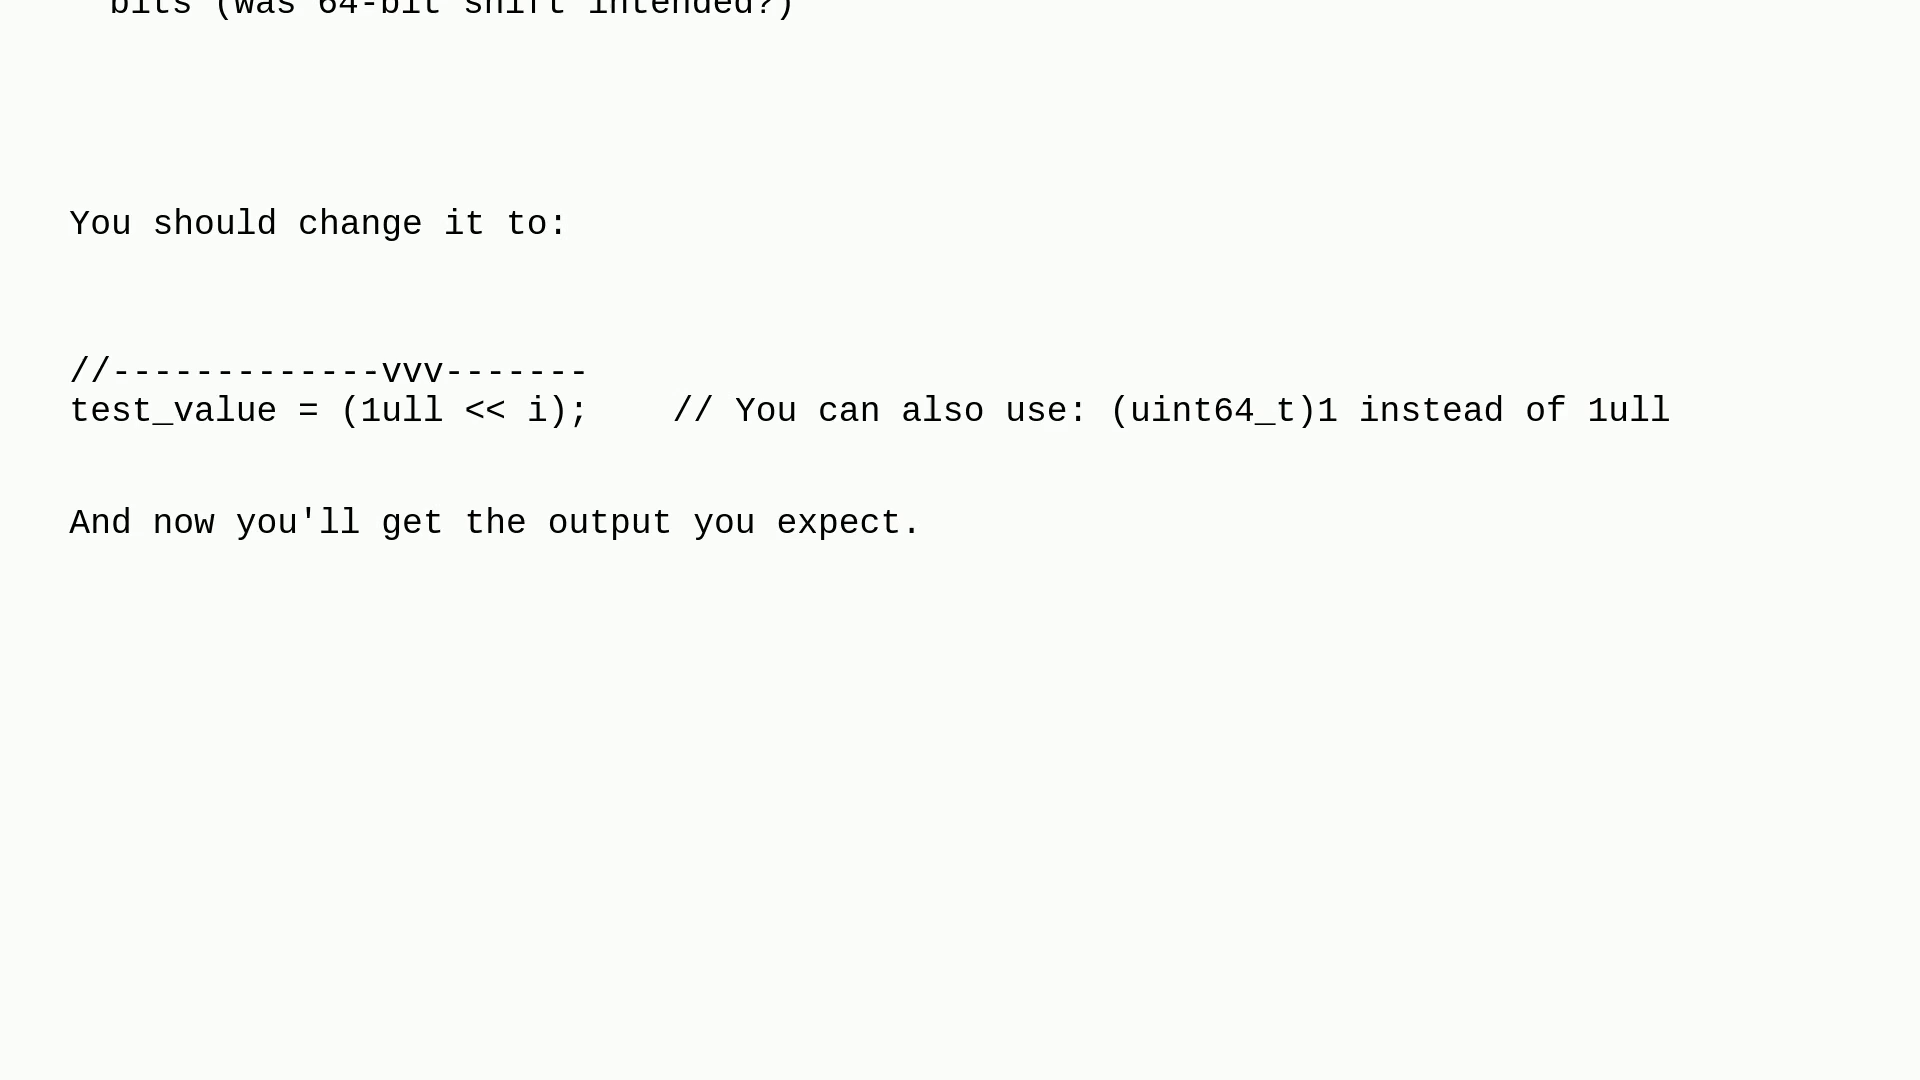 bits (was 64-bit shift intended?)
You should change it to:
//-------------vvv-------
test_value = (1ull << i);    // You can also use: (uint64_t)1 instead of 1ull
And now you'll get the output you expect.